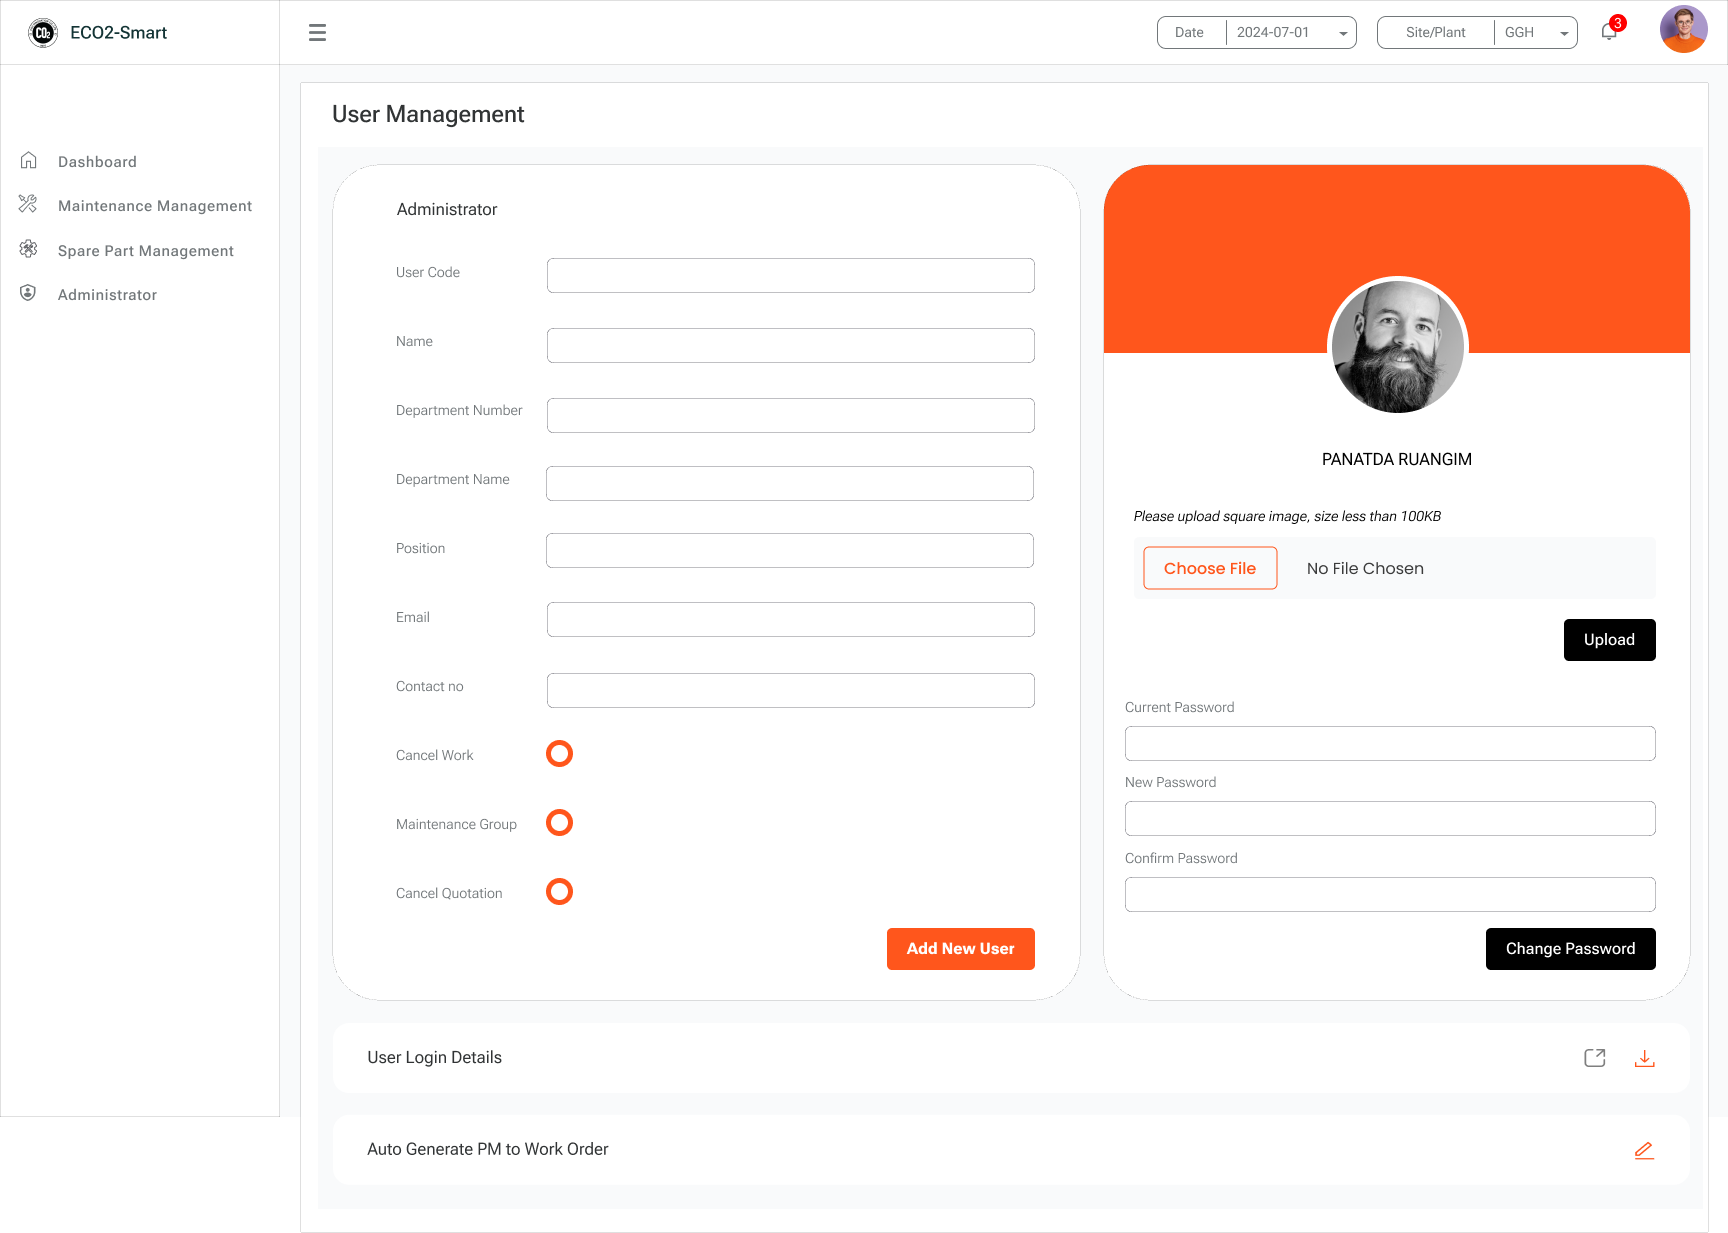 CO2 ECO2-Smart
Date 2024-07-01
Site/Plant GGH
3
Dashboard
Maintenance Management
Spare Part Management
Administrator
User Management
Administrator
User Code
Name
Department Number
Department Name
Position
Email
Contact no
Cancel Work
Maintenance Group
Cancel Quotation
Add New User
PANATDA RUANGIM
Please upload square image, size less than 100KB
Choose File No File Chosen
Upload
Current Password
New Password
Confirm Password
Change Password
User Login Details
Auto Generate PM to Work Order